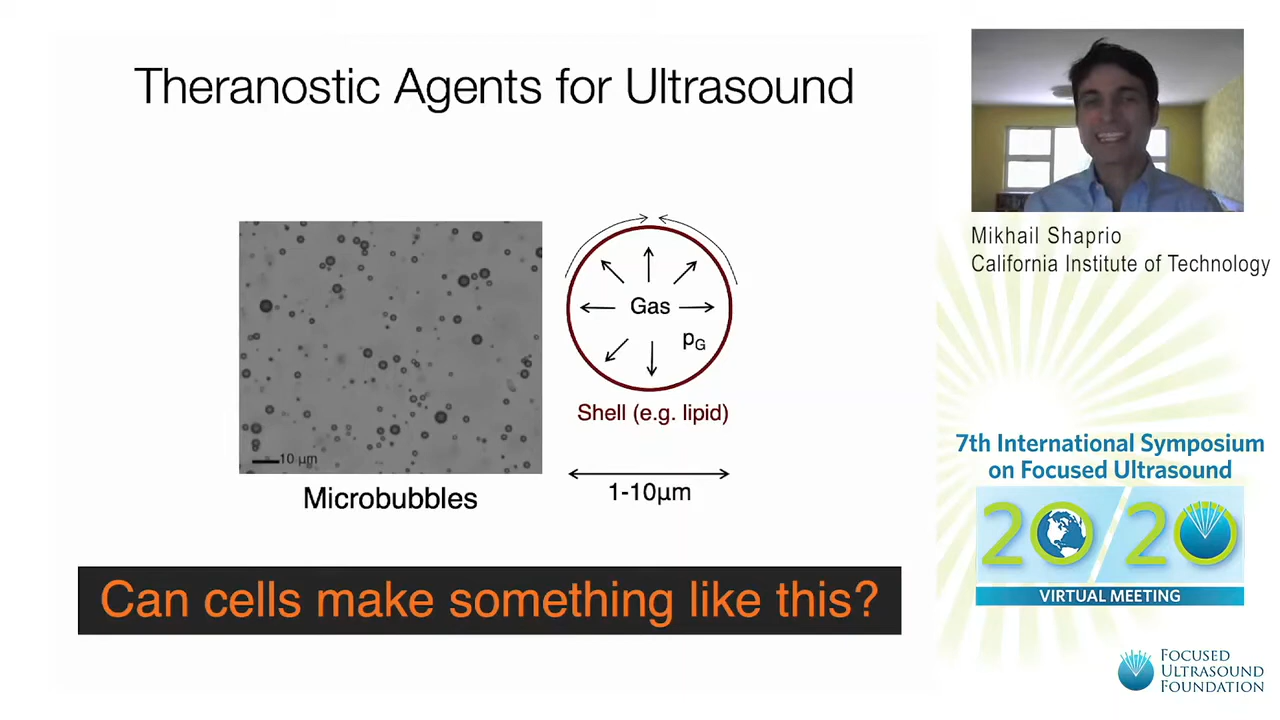 Theranostic Agents for Ultrasound
10 µm
Microbubbles
Gas
pG
Shell (e.g. lipid)
1-10µm
Can cells make something like this?
Mikhail Shaprio
California Institute of Technology
7th International Symposium
on Focused Ultrasound
20/20
VIRTUAL MEETING
FOCUSED
ULTRASOUND
FOUNDATION